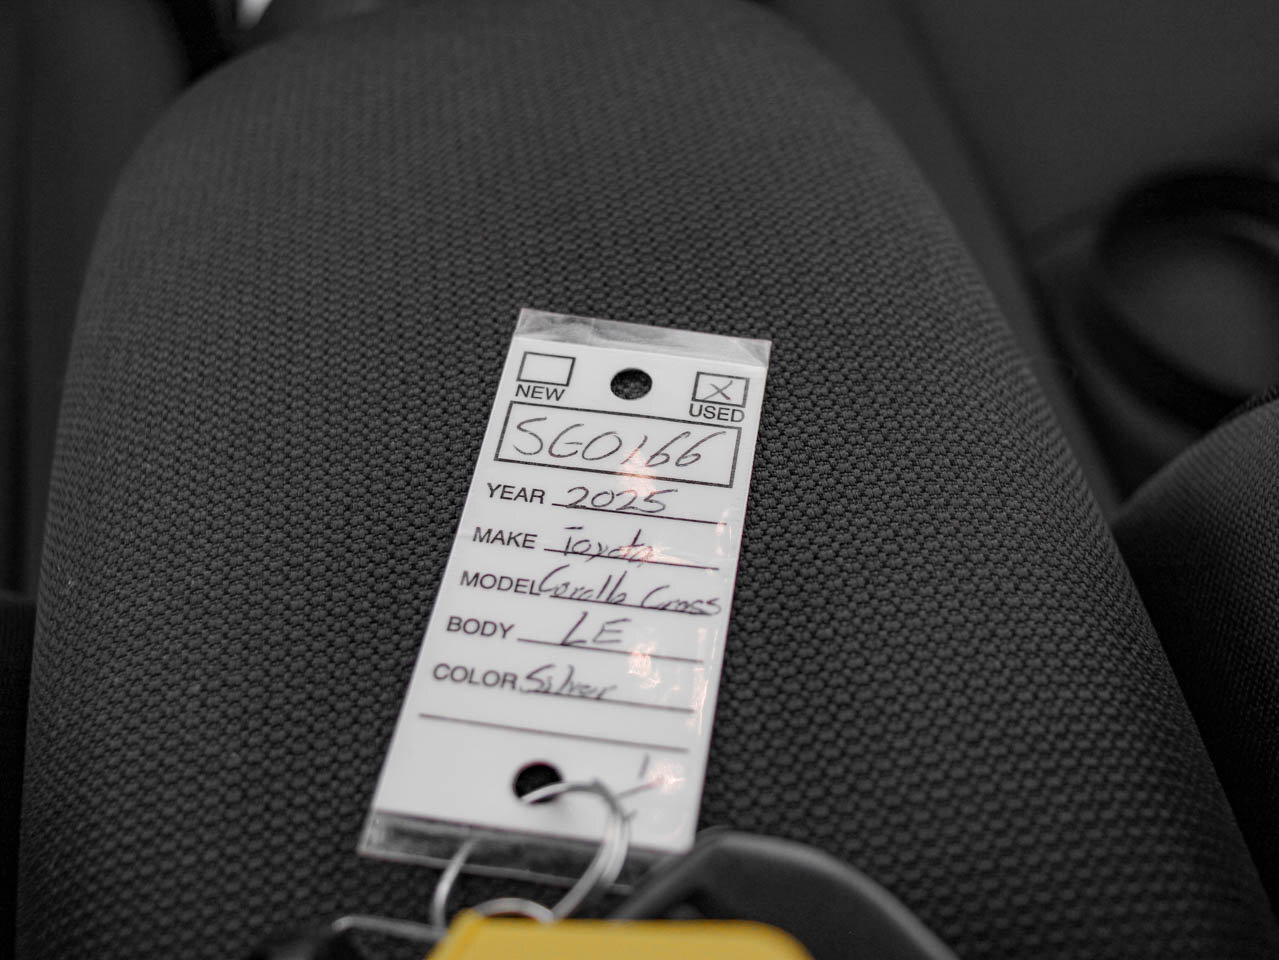 NEW X USED
SG0166
YEAR 2025
MAKE Toyota
MODEL Corolla Cross
BODY LE
COLOR Silver